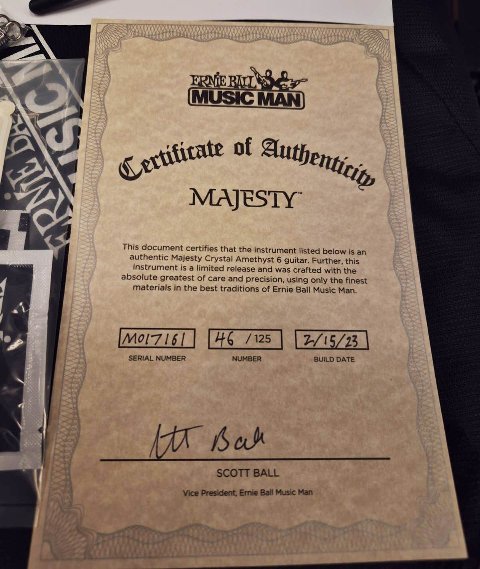 ERNIE BALL
MUSIC MAN
Certificate of Authenticity
MAJESTY™
This document certifies that the instrument listed below is an
authentic Majesty Crystal Amethyst 6 guitar. Further, this
instrument is a limited release and was crafted with the
absolute greatest of care and precision, using only the finest
materials in the best traditions of Ernie Ball Music Man.
M017161 46 / 125 2/15/23
SERIAL NUMBER NUMBER BUILD DATE
SCOTT BALL
Vice President, Ernie Ball Music Man
ERNIE
MUSIC